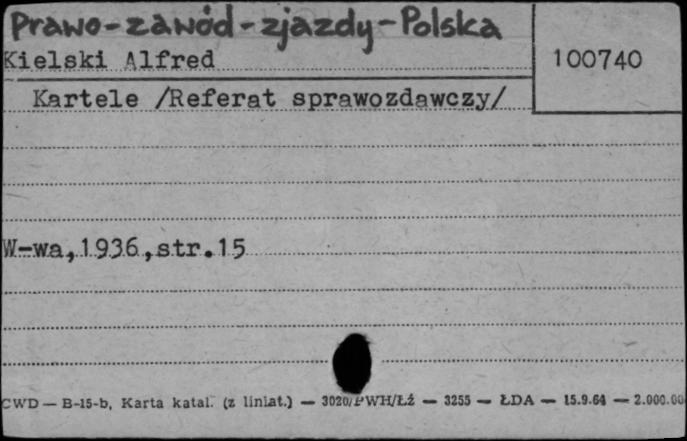 Prawo-zawód-zjazdy-Polska
Kielski Alfred
100740
Kartele /Referat sprawozdawczy/
W-wa,1936,str.15
CWD — B-15-b, Karta katal. (z liniat.) — 3020/PWH/Łź — 3255 — ŁDA — 15.9.64 — 2.000.00